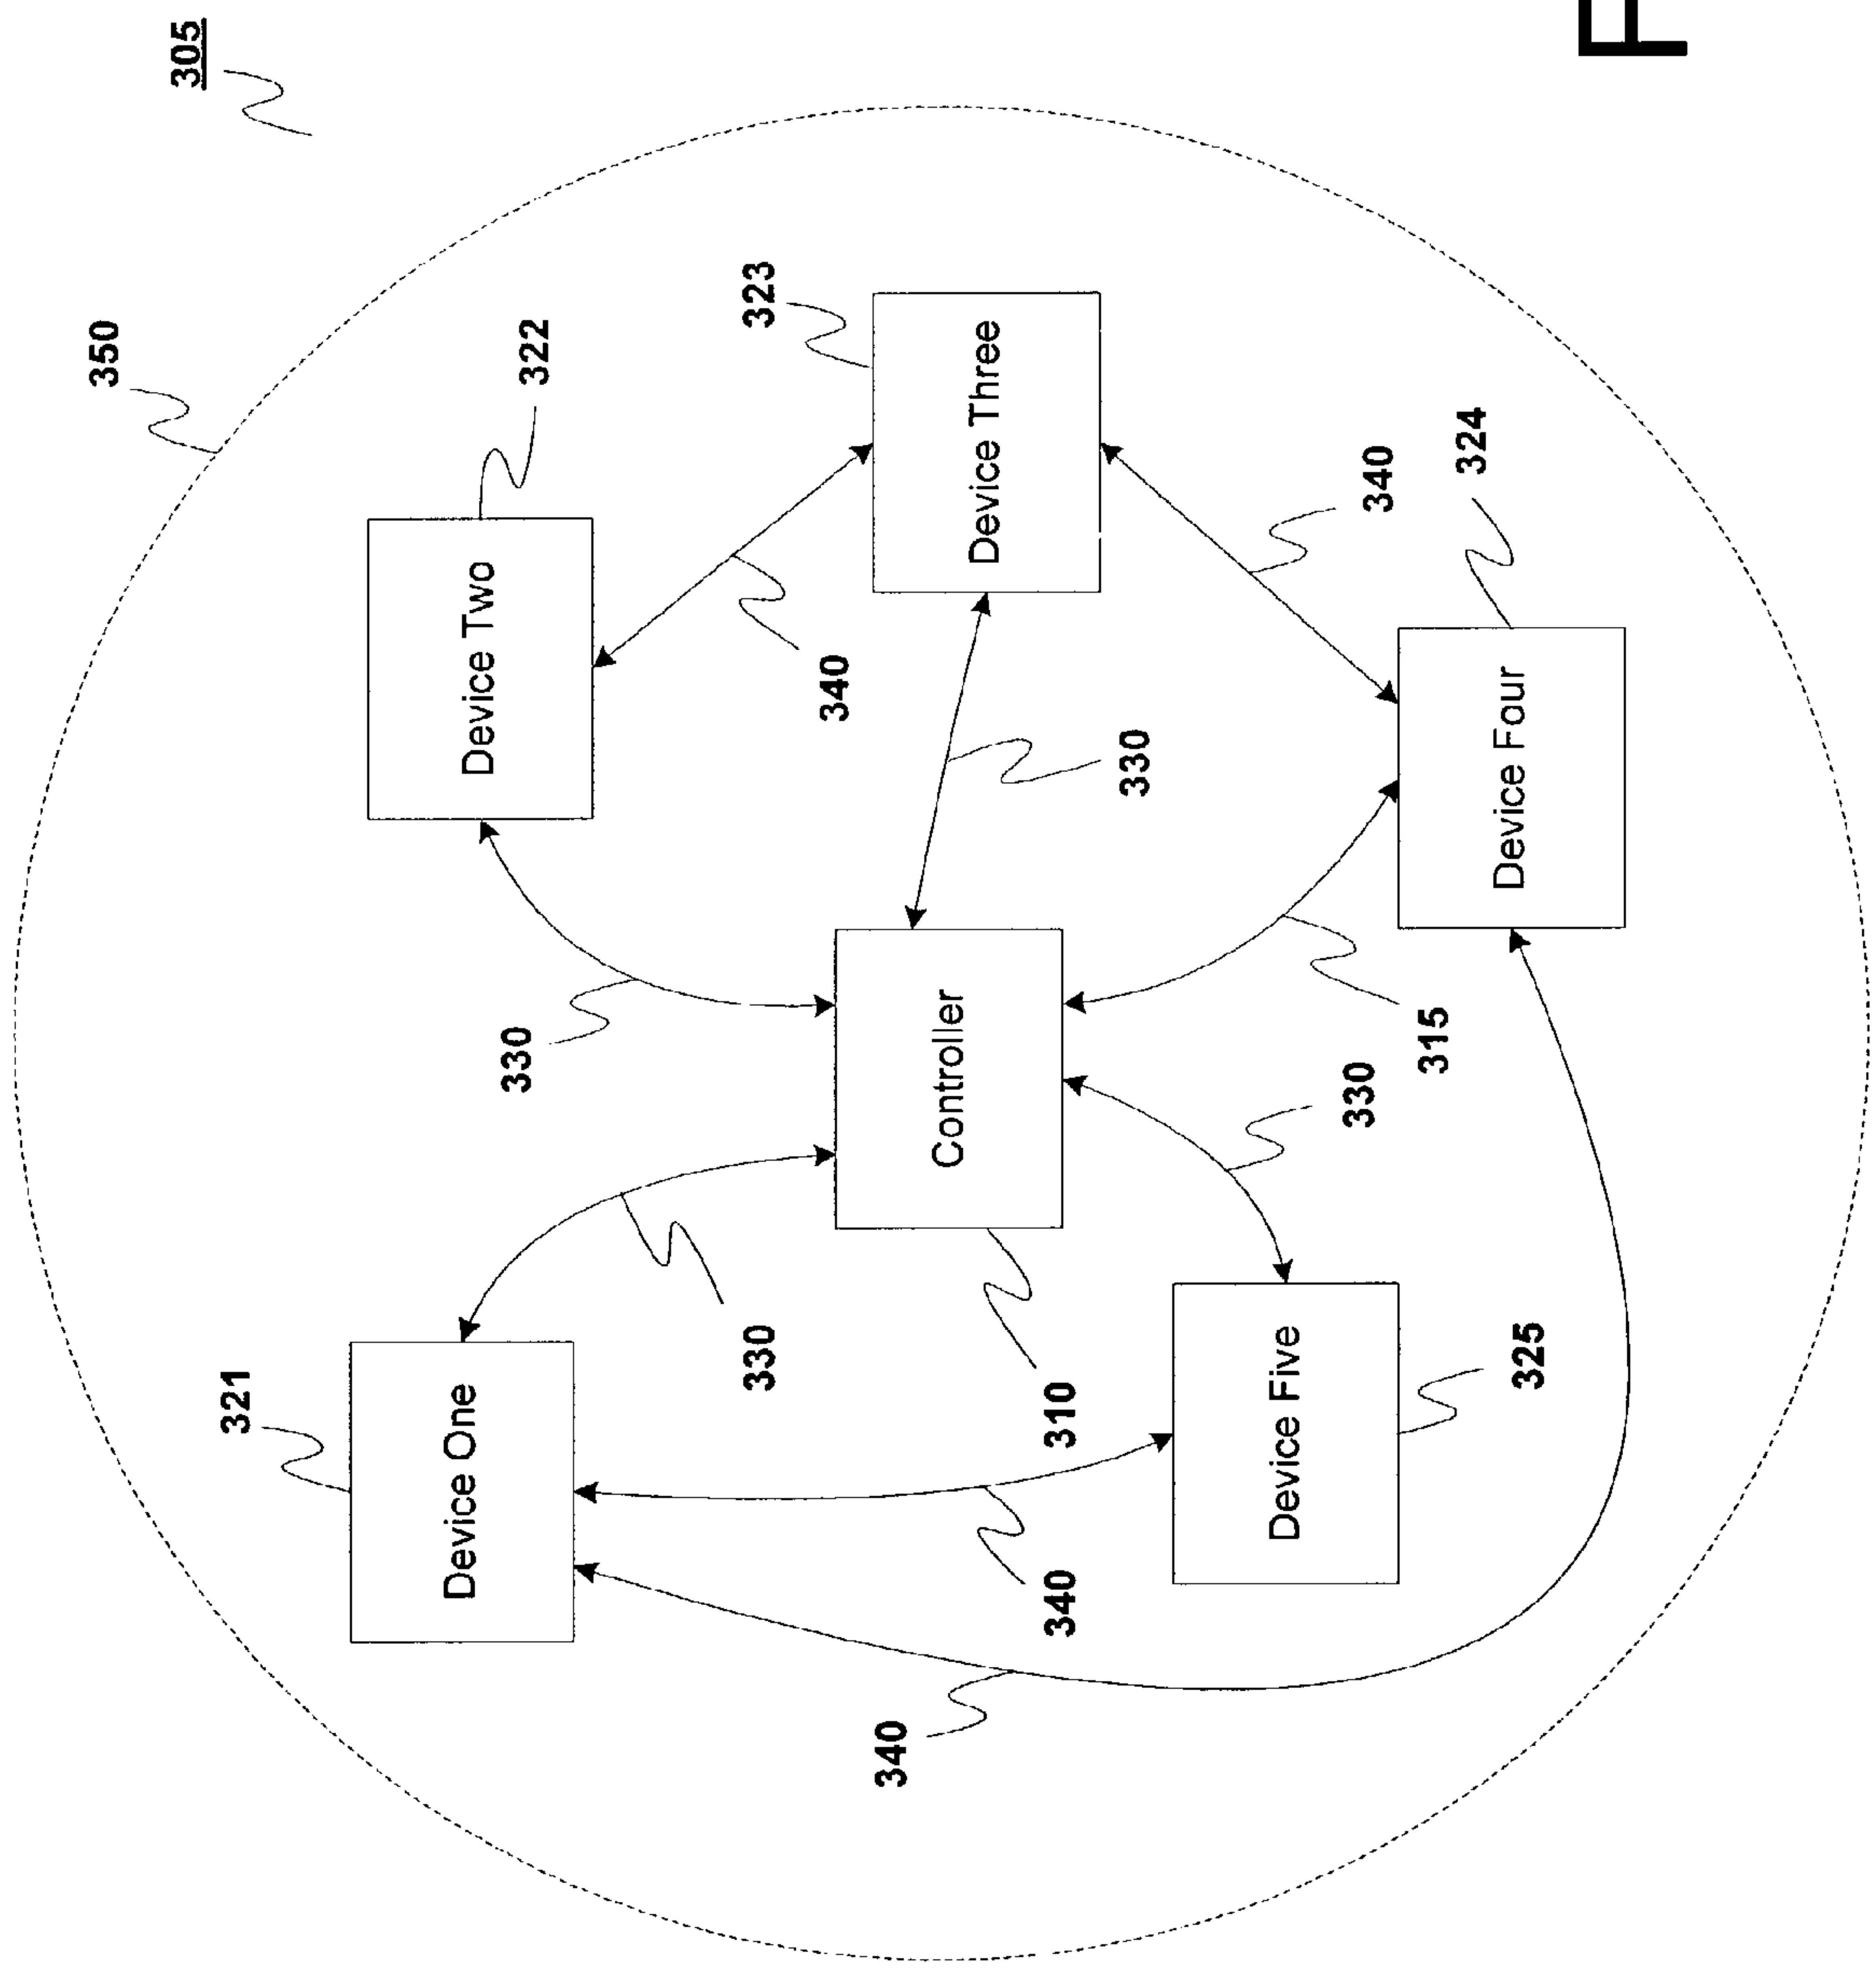 350
305
321
Device One
Device Two
330
322
330
323
340
340
Controller
Device Three
340
310
330
Device Five
330
340
315
324
325
Device Four
F